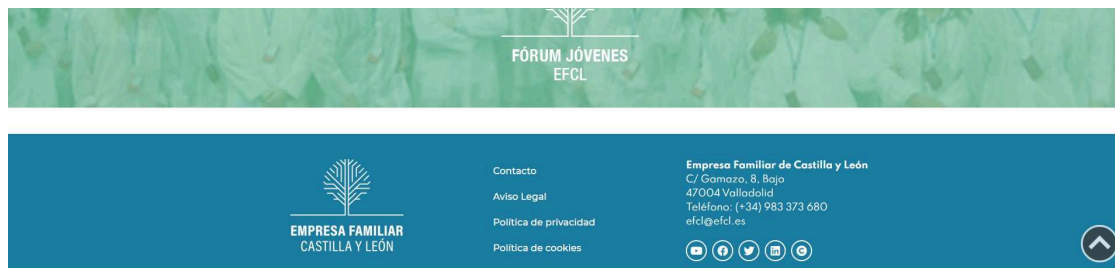 FÓRUM JÓVENES
EFCL
EMPRESA FAMILIAR
CASTILLA Y LEÓN
Contacto
Aviso Legal
Política de privacidad
Política de cookies
Empresa Familiar de Castilla y León
C/ Gamazo, 8, Bajo
47004 Valladolid
Teléfono: (+34) 983 373 680
efcl@efcl.es